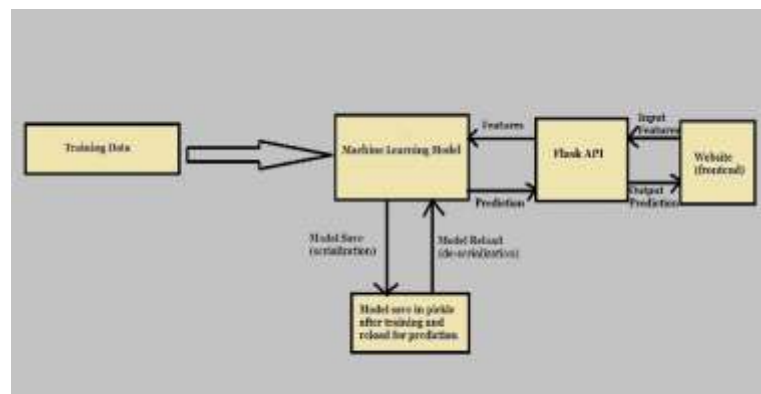 Training Data
Machine Learning Model
Features
Prediction
Flask API
Input
Features
Output
Prediction
Website
(frontend)
Model Save
(serialization)
Model Reload
(de-serialization)
Model save in pickle
after training and
reload for prediction